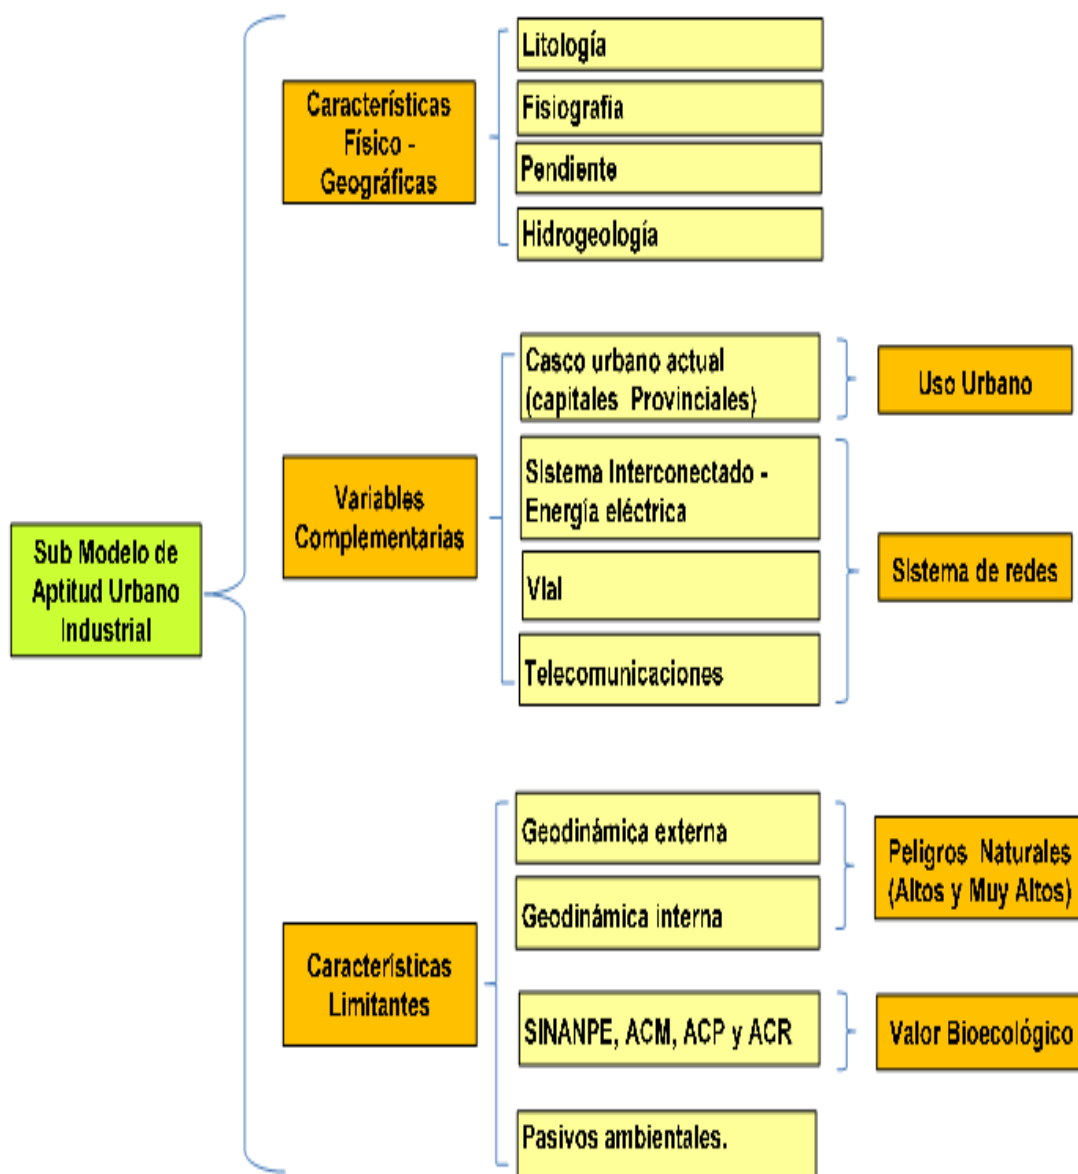 Sub Modelo de
Aptitud Urbano
Industrial
Características
Físico -
Geográficas
Litología
Fisiografia
Pendiente
Hidrogeología
Variables
Complementarias
Casco urbano actual
(capitales Provinciales)
Sistema Interconectado -
Energía eléctrica
Vial
Telecomunicaciones
Uso Urbano
Sistema de redes
Características
Limitantes
Geodinámica externa
Geodinámica interna
SINANPE, ACM, ACP y ACR
Pasivos ambientales.
Peligros Naturales
(Altos y Muy Altos)
Valor Bioecológico